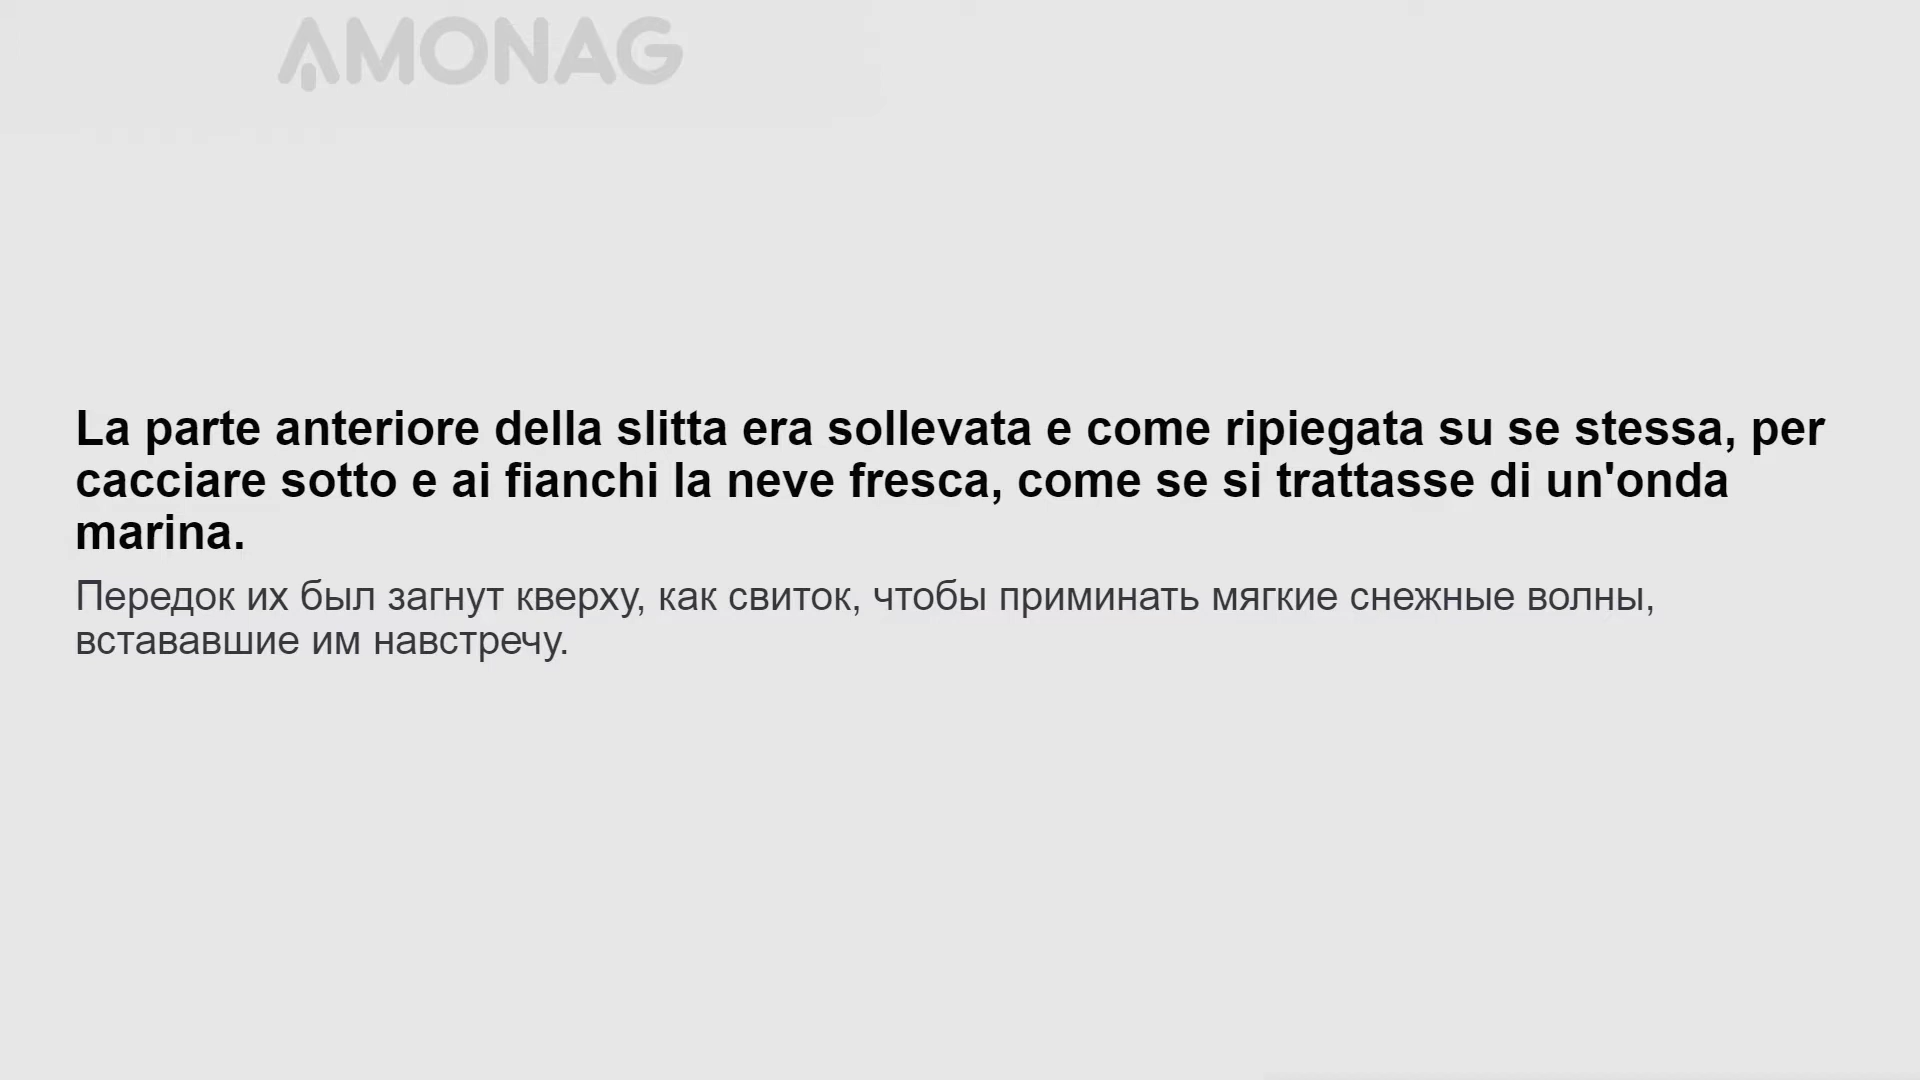 AMONAG
La parte anteriore della slitta era sollevata e come ripiegata su se stessa, per
cacciare sotto e ai fianchi la neve fresca, come se si trattasse di un'onda
marina.
Передок их был загнут кверху, как свиток, чтобы приминать мягкие снежные волны,
встававшие им навстречу.